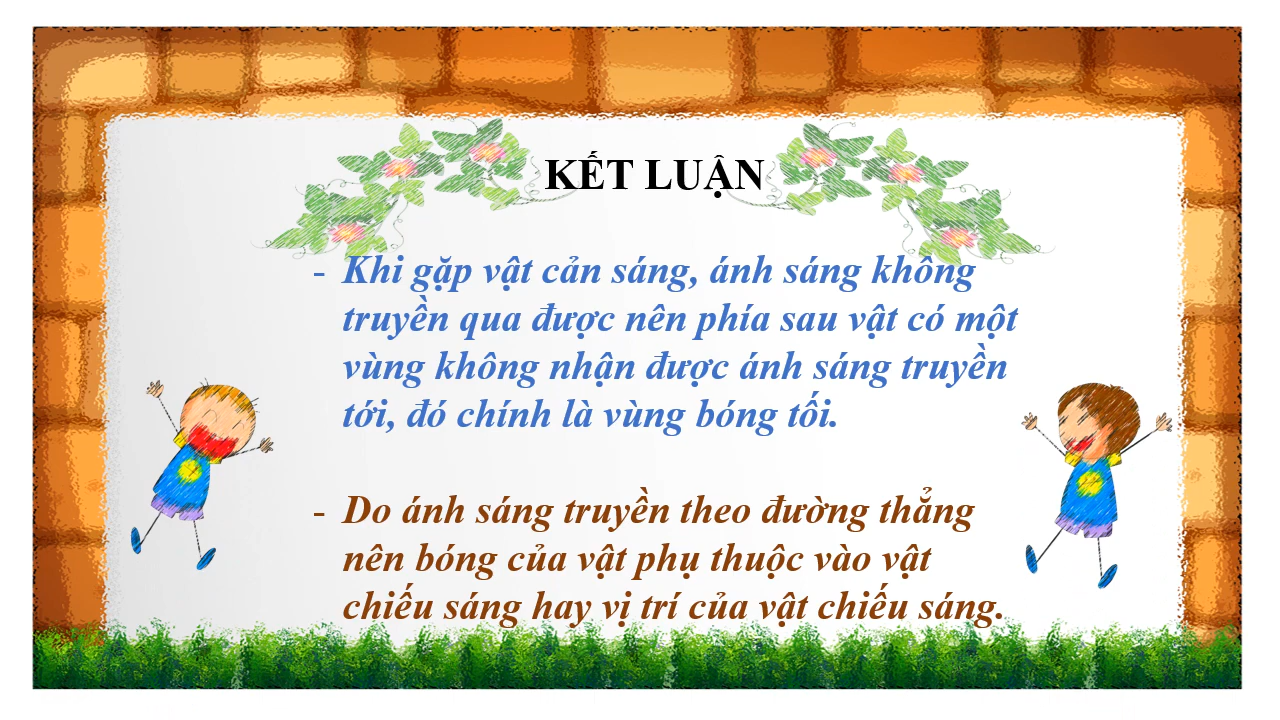 KẾT LUẬN
- Khi gặp vật cản sáng, ánh sáng không
truyền qua được nên phía sau vật có một
vùng không nhận được ánh sáng truyền
tới, đó chính là vùng bóng tối.
- Do ánh sáng truyền theo đường thẳng
nên bóng của vật phụ thuộc vào vật
chiếu sáng hay vị trí của vật chiếu sáng.